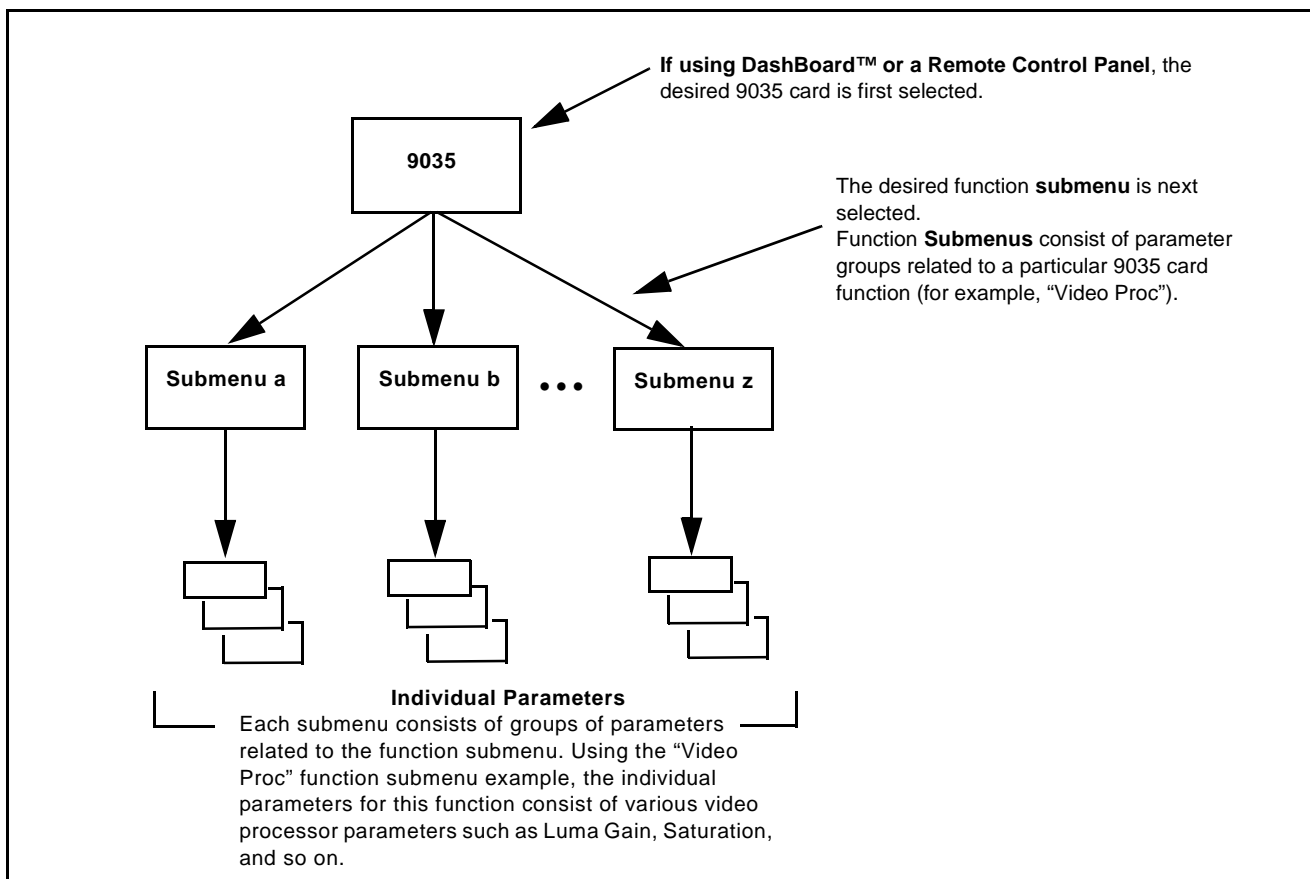 If using DashBoard™ or a Remote Control Panel, the
desired 9035 card is first selected.
9035
The desired function submenu is next
selected.
Function Submenus consist of parameter
groups related to a particular 9035 card
function (for example, “Video Proc”).
Submenu a
Submenu b
•••
Submenu z
Individual Parameters
Each submenu consists of groups of parameters
related to the function submenu. Using the “Video
Proc” function submenu example, the individual
parameters for this function consist of various video
processor parameters such as Luma Gain, Saturation,
and so on.